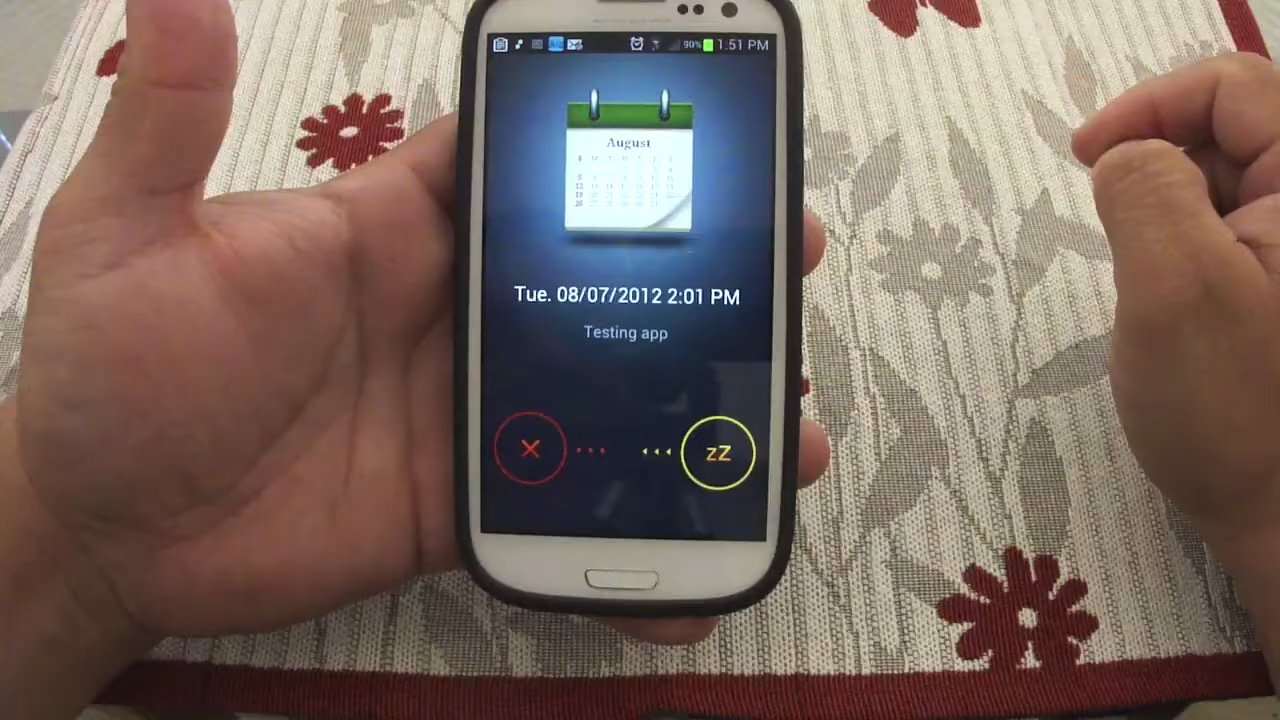 90% 1:51 PM
August
Tue. 08/07/2012 2:01 PM
Testing app
X
zZ